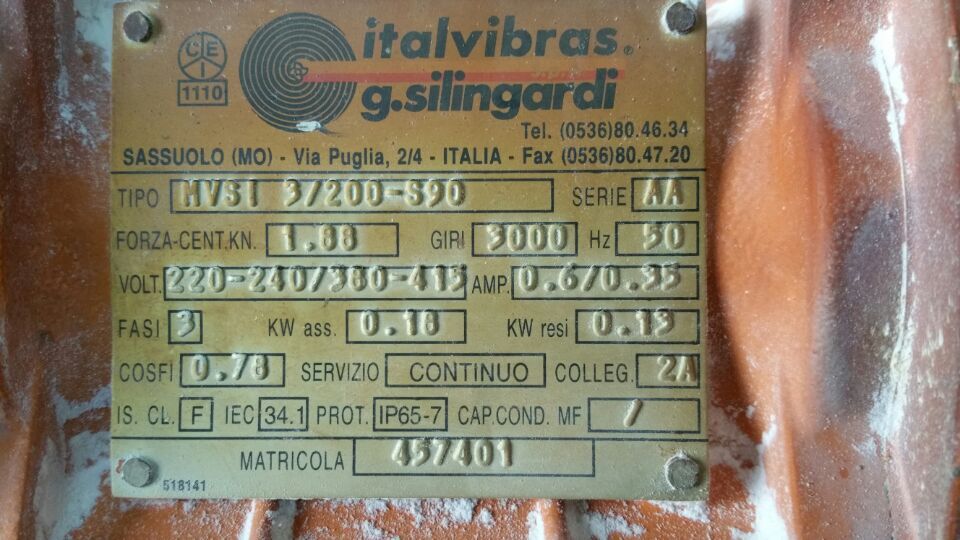 CEI
1110
italvibras®
g.silingardi
Tel. (0536)80.46.34
SASSUOLO (MO) - Via Puglia, 2/4 - ITALIA - Fax (0536)80.47.20
TIPO MVSI 3/200-S90 SERIE AA
FORZA-CENT.KN. 1.88 GIRI 3000 Hz 50
VOLT. 220-240/380-415 AMP. 0.6/0.35
FASI 3 KW ass. 0.18 KW resi 0.13
COSFI 0.78 SERVIZIO CONTINUO COLLEG. 2A
IS. CL. F IEC 34.1 PROT. IP65-7 CAP.COND. MF /
MATRICOLA 457401
518141